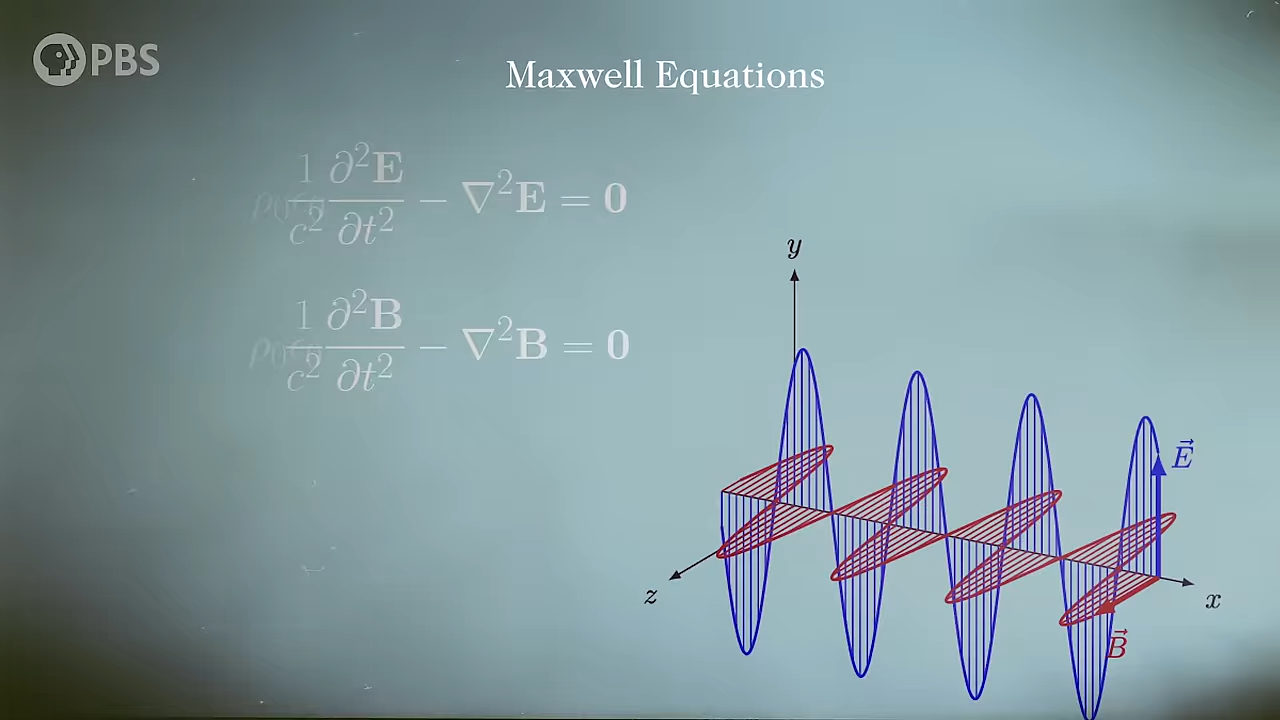 PBS
Maxwell Equations
1/c² ∂²𝐄/∂t² − ∇²𝐄 = 𝟎
1/c² ∂²𝐁/∂t² − ∇²𝐁 = 𝟎
y
E⃗
z
x
B⃗